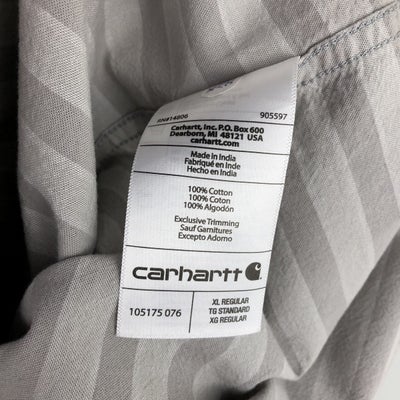 RN#14806 905597
Carhartt, Inc. P.O. Box 600
Dearborn, MI 48121 USA
carhartt.com
Made in India
Fabriqué en Inde
Hecho en India
100% Cotton
100% Coton
100% Algodón
Exclusive Trimming
Sauf Garnitures
Excepto Adorno
carhartt
105175 076
XL REGULAR
TG STANDARD
XG REGULAR